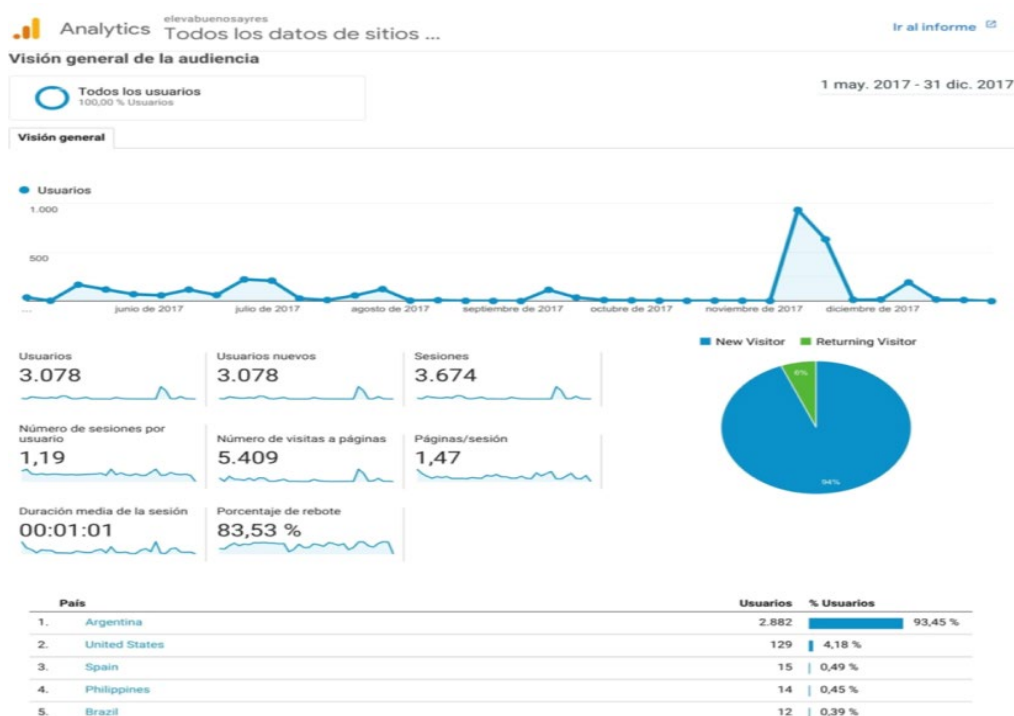 Analytics
elevabuenosayres
Todos los datos de sitios ...
Ir al informe
Visión general de la audiencia
Todos los usuarios
100,00 % Usuarios
1 may. 2017 - 31 dic. 2017
Visión general
Usuarios
1.000
500
...
junio de 2017
julio de 2017
agosto de 2017
septiembre de 2017
octubre de 2017
noviembre de 2017
diciembre de 2017
New Visitor
Returning Visitor
6%
94%
Usuarios
3.078
Usuarios nuevos
3.078
Sesiones
3.674
Número de sesiones por
usuario
1,19
Número de visitas a páginas
5.409
Páginas/sesión
1,47
Duración media de la sesión
00:01:01
Porcentaje de rebote
83,53 %
País Usuarios % Usuarios
1. Argentina 2.882 93,45 %
2. United States 129 4,18 %
3. Spain 15 0,49 %
4. Philippines 14 0,45 %
5. Brazil 12 0,39 %